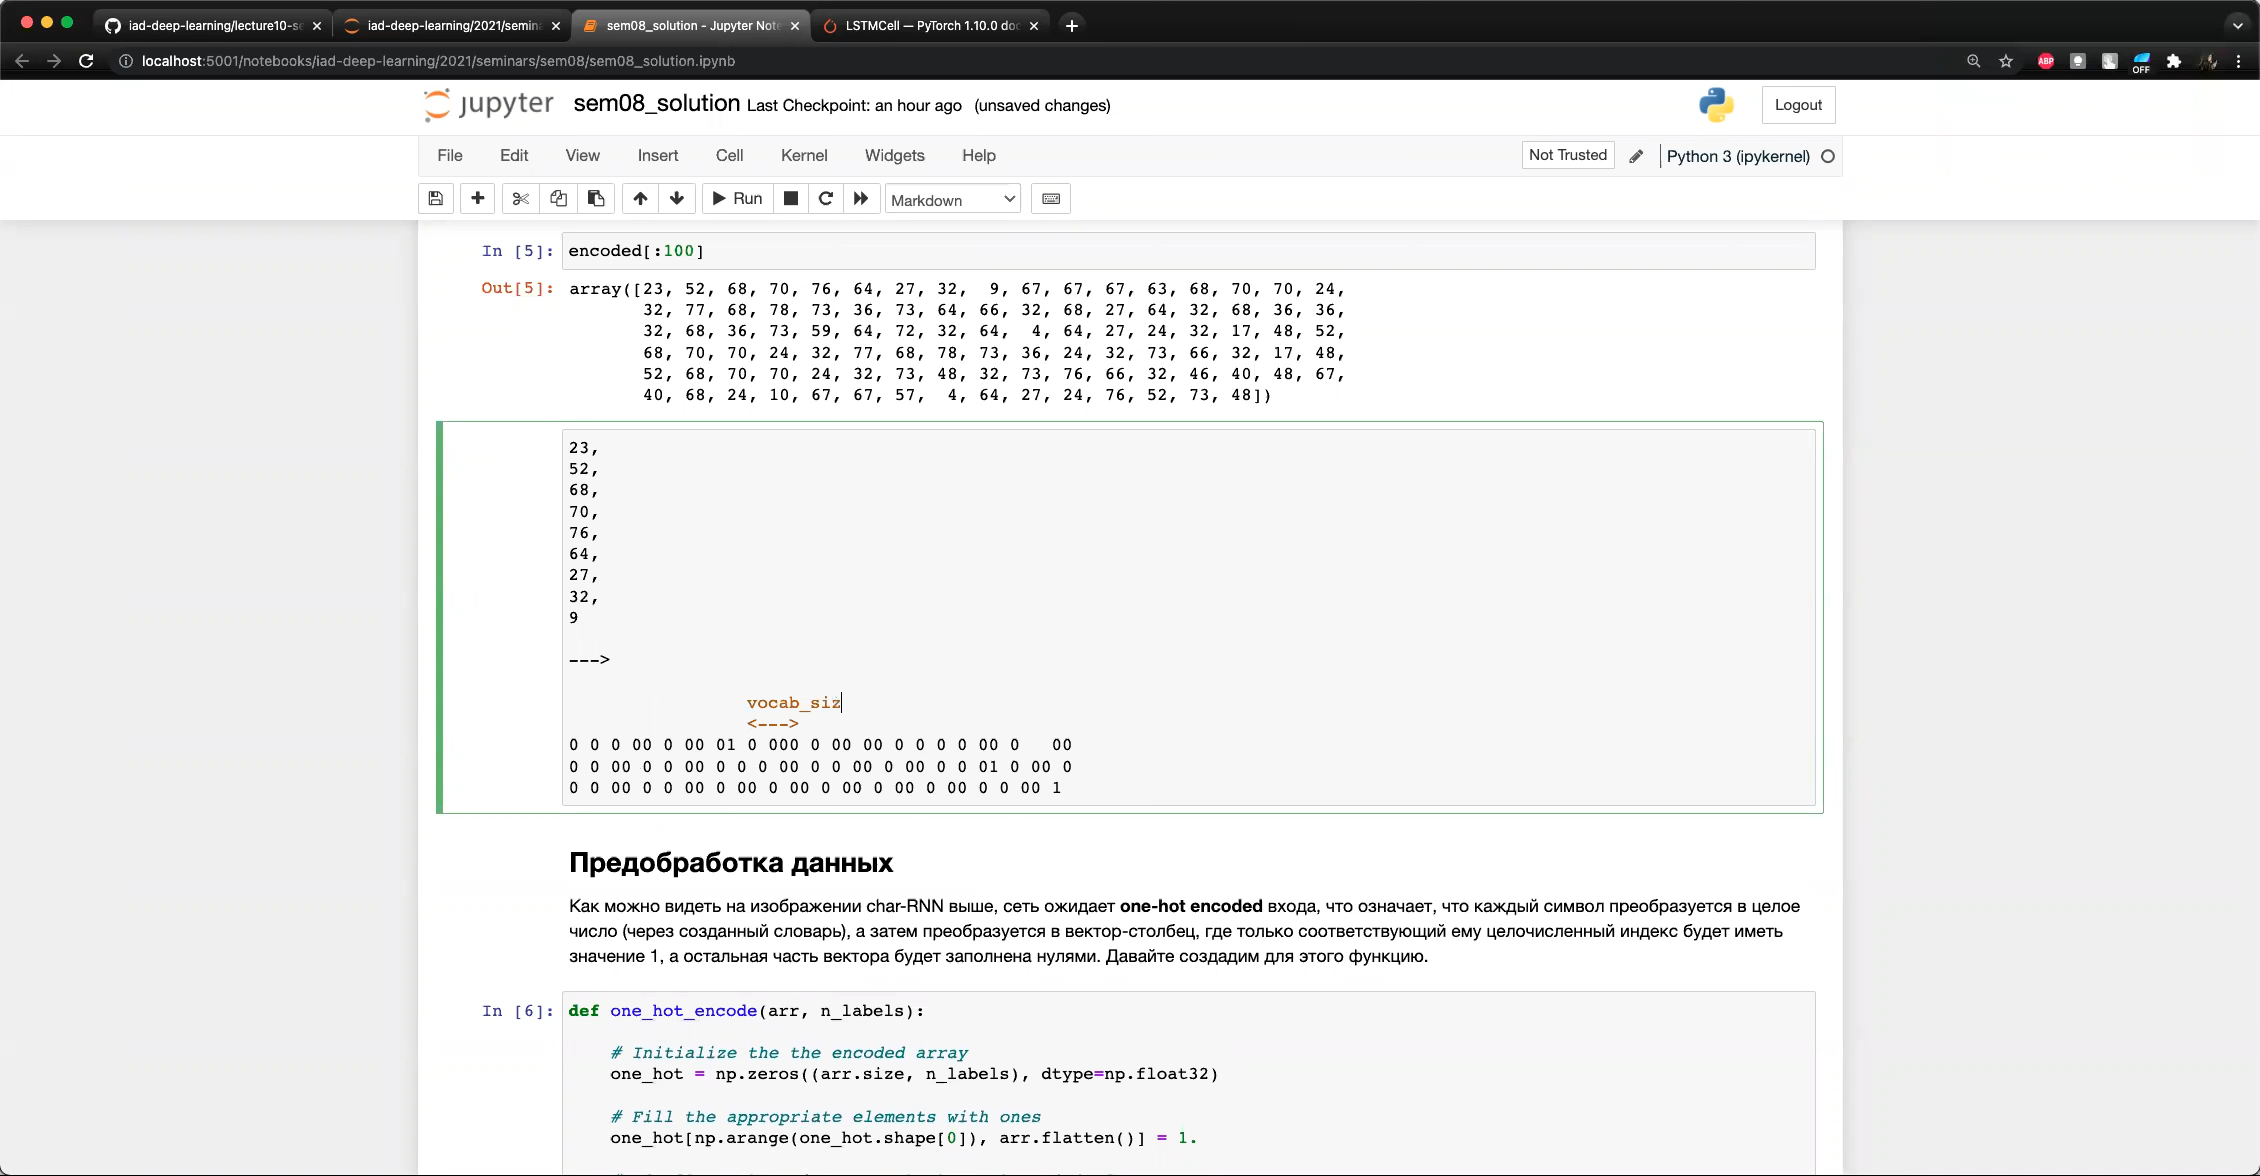 iad-deep-learning/lecture10-se
iad-deep-learning/2021/semina
sem08_solution - Jupyter Note
LSTMCell — PyTorch 1.10.0 doc
localhost:5001/notebooks/iad-deep-learning/2021/seminars/sem08/sem08_solution.ipynb
ABP
OFF
jupyter sem08_solution Last Checkpoint: an hour ago (unsaved changes)
Logout
File Edit View Insert Cell Kernel Widgets Help
Not Trusted
Python 3 (ipykernel)
Run
Markdown
In [5]: encoded[:100]
Out[5]: array([23, 52, 68, 70, 76, 64, 27, 32,  9, 67, 67, 67, 63, 68, 70, 70, 24,
32, 77, 68, 78, 73, 36, 73, 64, 66, 32, 68, 27, 64, 32, 68, 36, 36,
32, 68, 36, 73, 59, 64, 72, 32, 64,  4, 64, 27, 24, 32, 17, 48, 52,
68, 70, 70, 24, 32, 77, 68, 78, 73, 36, 24, 32, 73, 66, 32, 17, 48,
52, 68, 70, 70, 24, 32, 73, 48, 32, 73, 76, 66, 32, 46, 40, 48, 67,
40, 68, 24, 10, 67, 67, 57,  4, 64, 27, 24, 76, 52, 73, 48])
23,
52,
68,
70,
76,
64,
27,
32,
9
--->
vocab_siz
<--->
0 0 0 00 0 00 01 0 000 0 00 00 0 0 0 0 00 0   00
0 0 00 0 0 00 0 0 0 00 0 0 00 0 00 0 0 01 0 00 0
0 0 00 0 0 00 0 00 0 00 0 00 0 00 0 00 0 0 00 1
Предобработка данных
Как можно видеть на изображении char-RNN выше, сеть ожидает one-hot encoded входа, что означает, что каждый символ преобразуется в целое
число (через созданный словарь), а затем преобразуется в вектор-столбец, где только соответствующий ему целочисленный индекс будет иметь
значение 1, а остальная часть вектора будет заполнена нулями. Давайте создадим для этого функцию.
In [6]: def one_hot_encode(arr, n_labels):
# Initialize the the encoded array
one_hot = np.zeros((arr.size, n_labels), dtype=np.float32)
# Fill the appropriate elements with ones
one_hot[np.arange(one_hot.shape[0]), arr.flatten()] = 1.